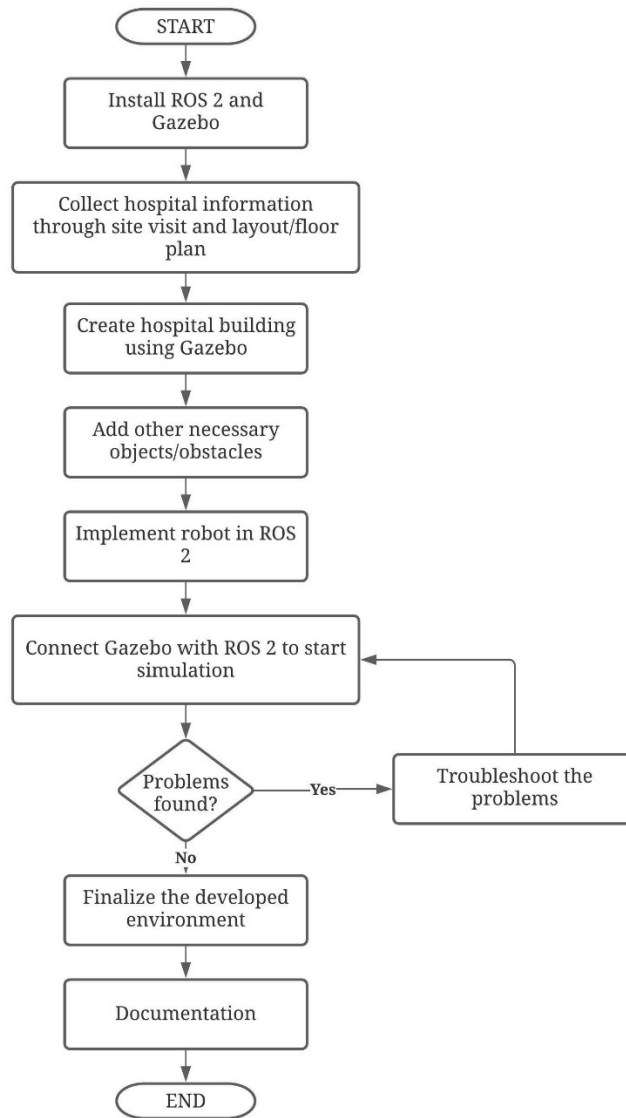 START
Install ROS 2 and
Gazebo
Collect hospital information
through site visit and layout/floor
plan
Create hospital building
using Gazebo
Add other necessary
objects/obstacles
Implement robot in ROS
2
Connect Gazebo with ROS 2 to start
simulation
Problems
found?
Yes
Troubleshoot the
problems
No
Finalize the developed
environment
Documentation
END